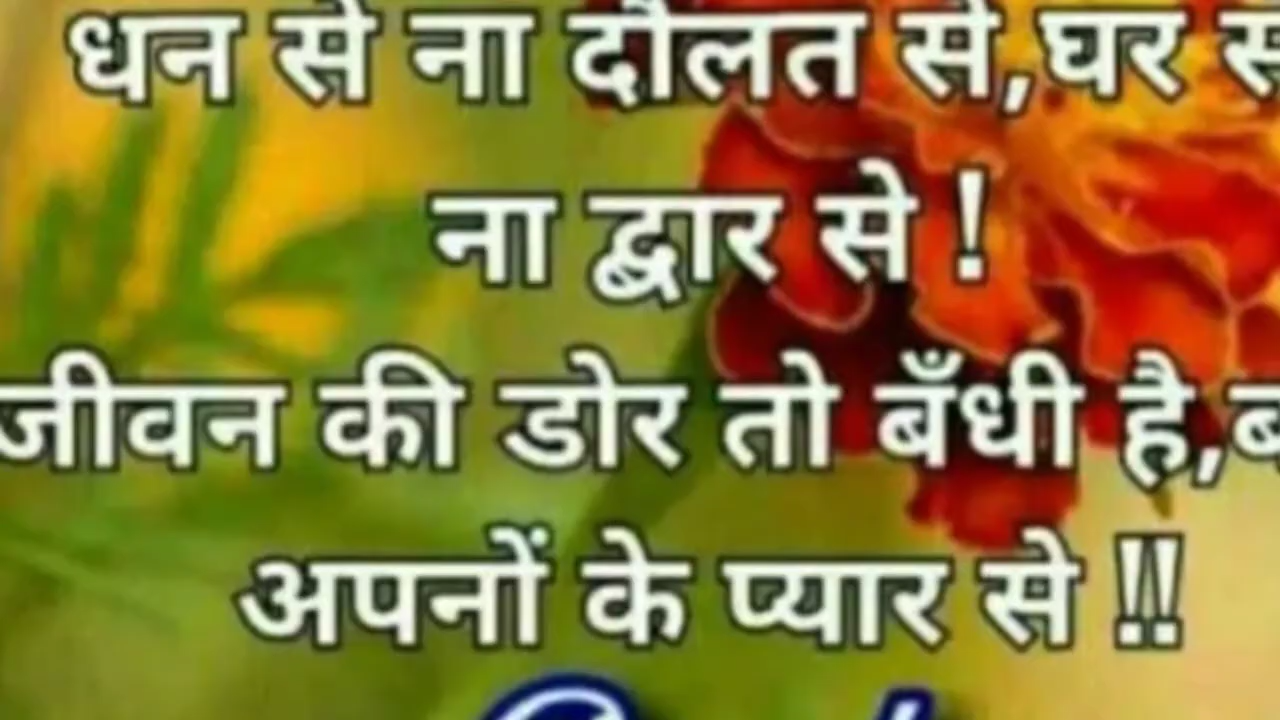 धन से ना दौलत से,घर
ना द्वार से !
जीवन की डोर तो बँधी है,
अपनों के प्यार से !!